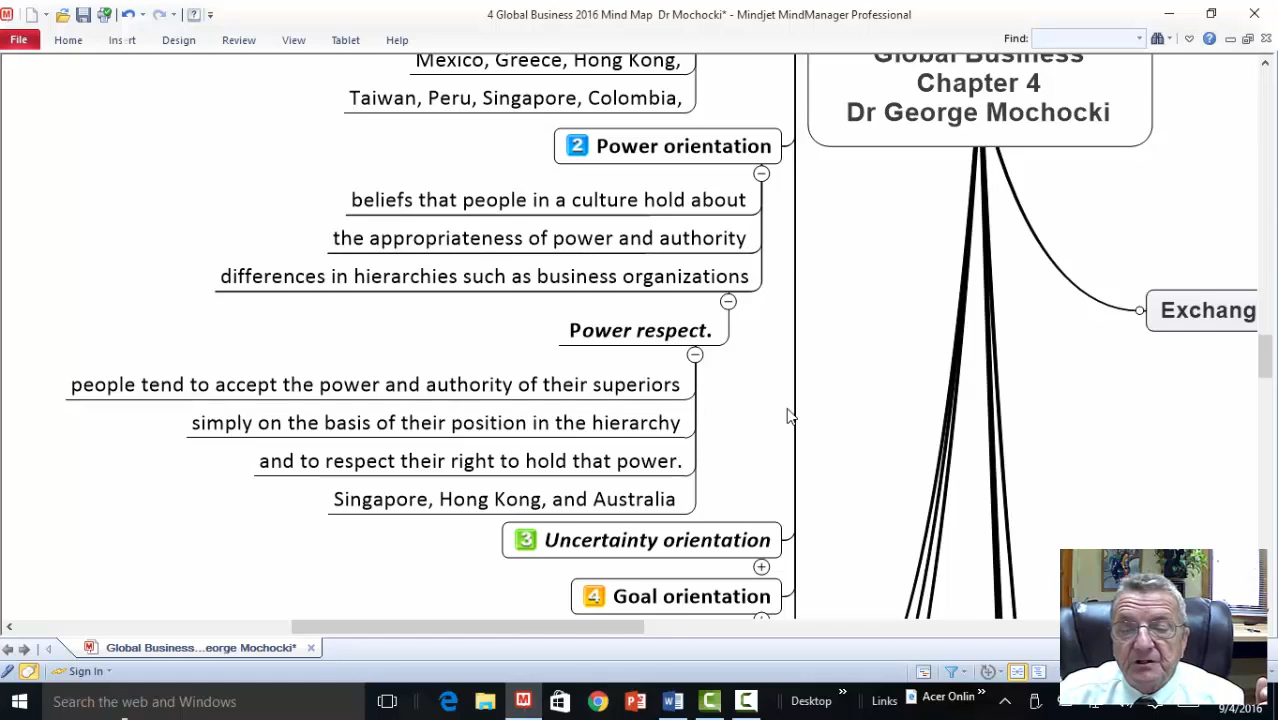 4 Global Business 2016 Mind Map Dr Mochocki* - Mindjet MindManager Professional
File Home Insert Design Review View Tablet Help Find:
Mexico, Greece, Hong Kong,
Taiwan, Peru, Singapore, Colombia,
2 Power orientation
beliefs that people in a culture hold about
the appropriateness of power and authority
differences in hierarchies such as business organizations
Power respect.
people tend to accept the power and authority of their superiors
simply on the basis of their position in the hierarchy
and to respect their right to hold that power.
Singapore, Hong Kong, and Australia
3 Uncertainty orientation
4 Goal orientation
Global Business
Chapter 4
Dr George Mochocki
Exchang
Global Business...eorge Mochocki*
Sign In
Search the web and Windows
Desktop
Links
Acer Onlin
9/4/2016